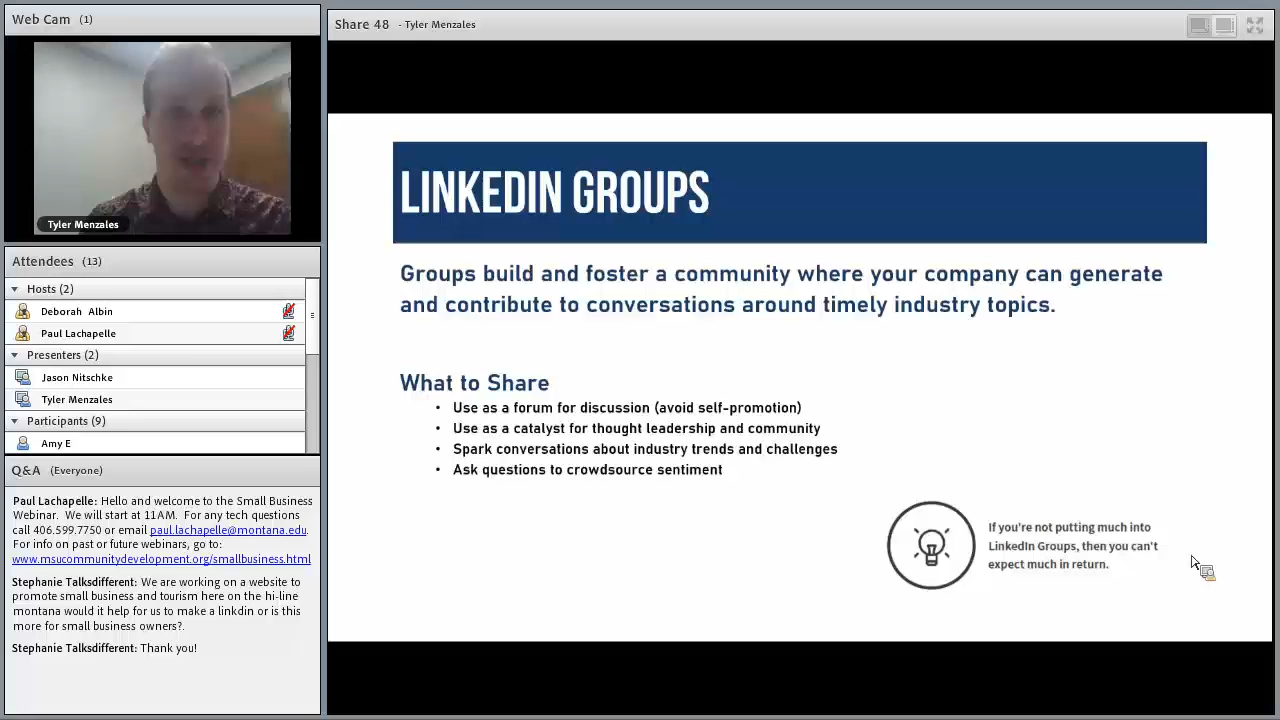 Web Cam (1)
Tyler Menzales
Attendees (13)
Hosts (2)
Deborah Albin
Paul Lachapelle
Presenters (2)
Jason Nitschke
Tyler Menzales
Participants (9)
Amy E
Q&A (Everyone)
Paul Lachapelle: Hello and welcome to the Small Business
Webinar. We will start at 11AM. For any tech questions
call 406.599.7750 or email paul.lachapelle@montana.edu.
For info on past or future webinars, go to:
www.msucommunitydevelopment.org/smallbusiness.html
Stephanie Talksdifferent: We are working on a website to
promote small business and tourism here on the hi-line
montana would it help for us to make a linkdin or is this
more for small business owners?.
Stephanie Talksdifferent: Thank you!
Share 48 - Tyler Menzales
LINKEDIN GROUPS
Groups build and foster a community where your company can generate
and contribute to conversations around timely industry topics.
What to Share
• Use as a forum for discussion (avoid self-promotion)
• Use as a catalyst for thought leadership and community
• Spark conversations about industry trends and challenges
• Ask questions to crowdsource sentiment
If you're not putting much into
LinkedIn Groups, then you can't
expect much in return.